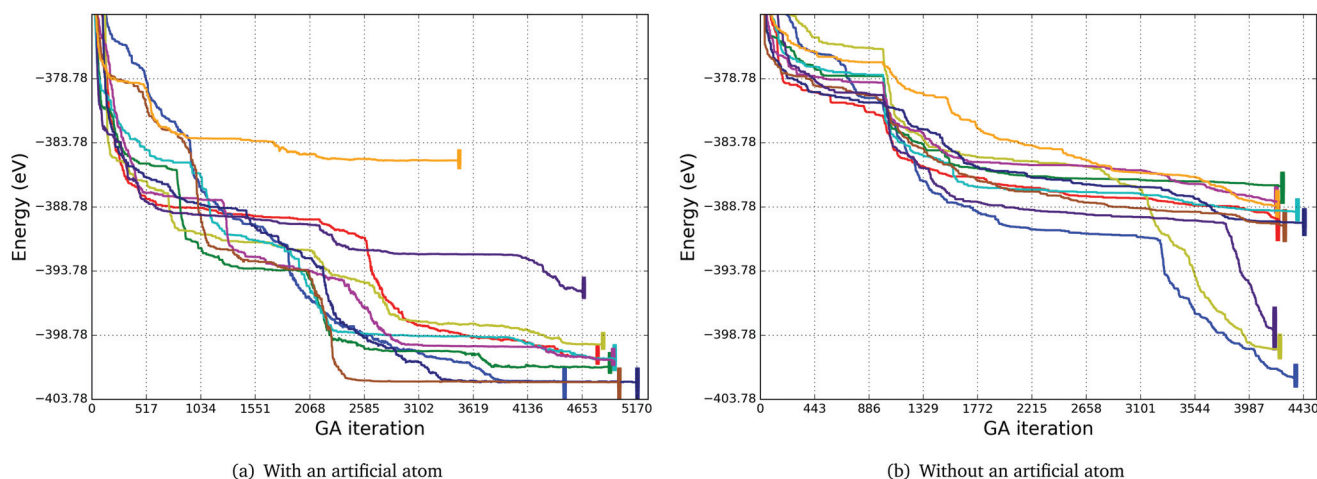 −378.78
−383.78
−388.78
−393.78
−398.78
−403.78
Energy (eV)
0 517 1034 1551 2068 2585 3102 3619 4136 4653 5170
GA iteration
(a) With an artificial atom
−378.78
−383.78
−388.78
−393.78
−398.78
−403.78
Energy (eV)
0 443 886 1329 1772 2215 2658 3101 3544 3987 4430
GA iteration
(b) Without an artificial atom